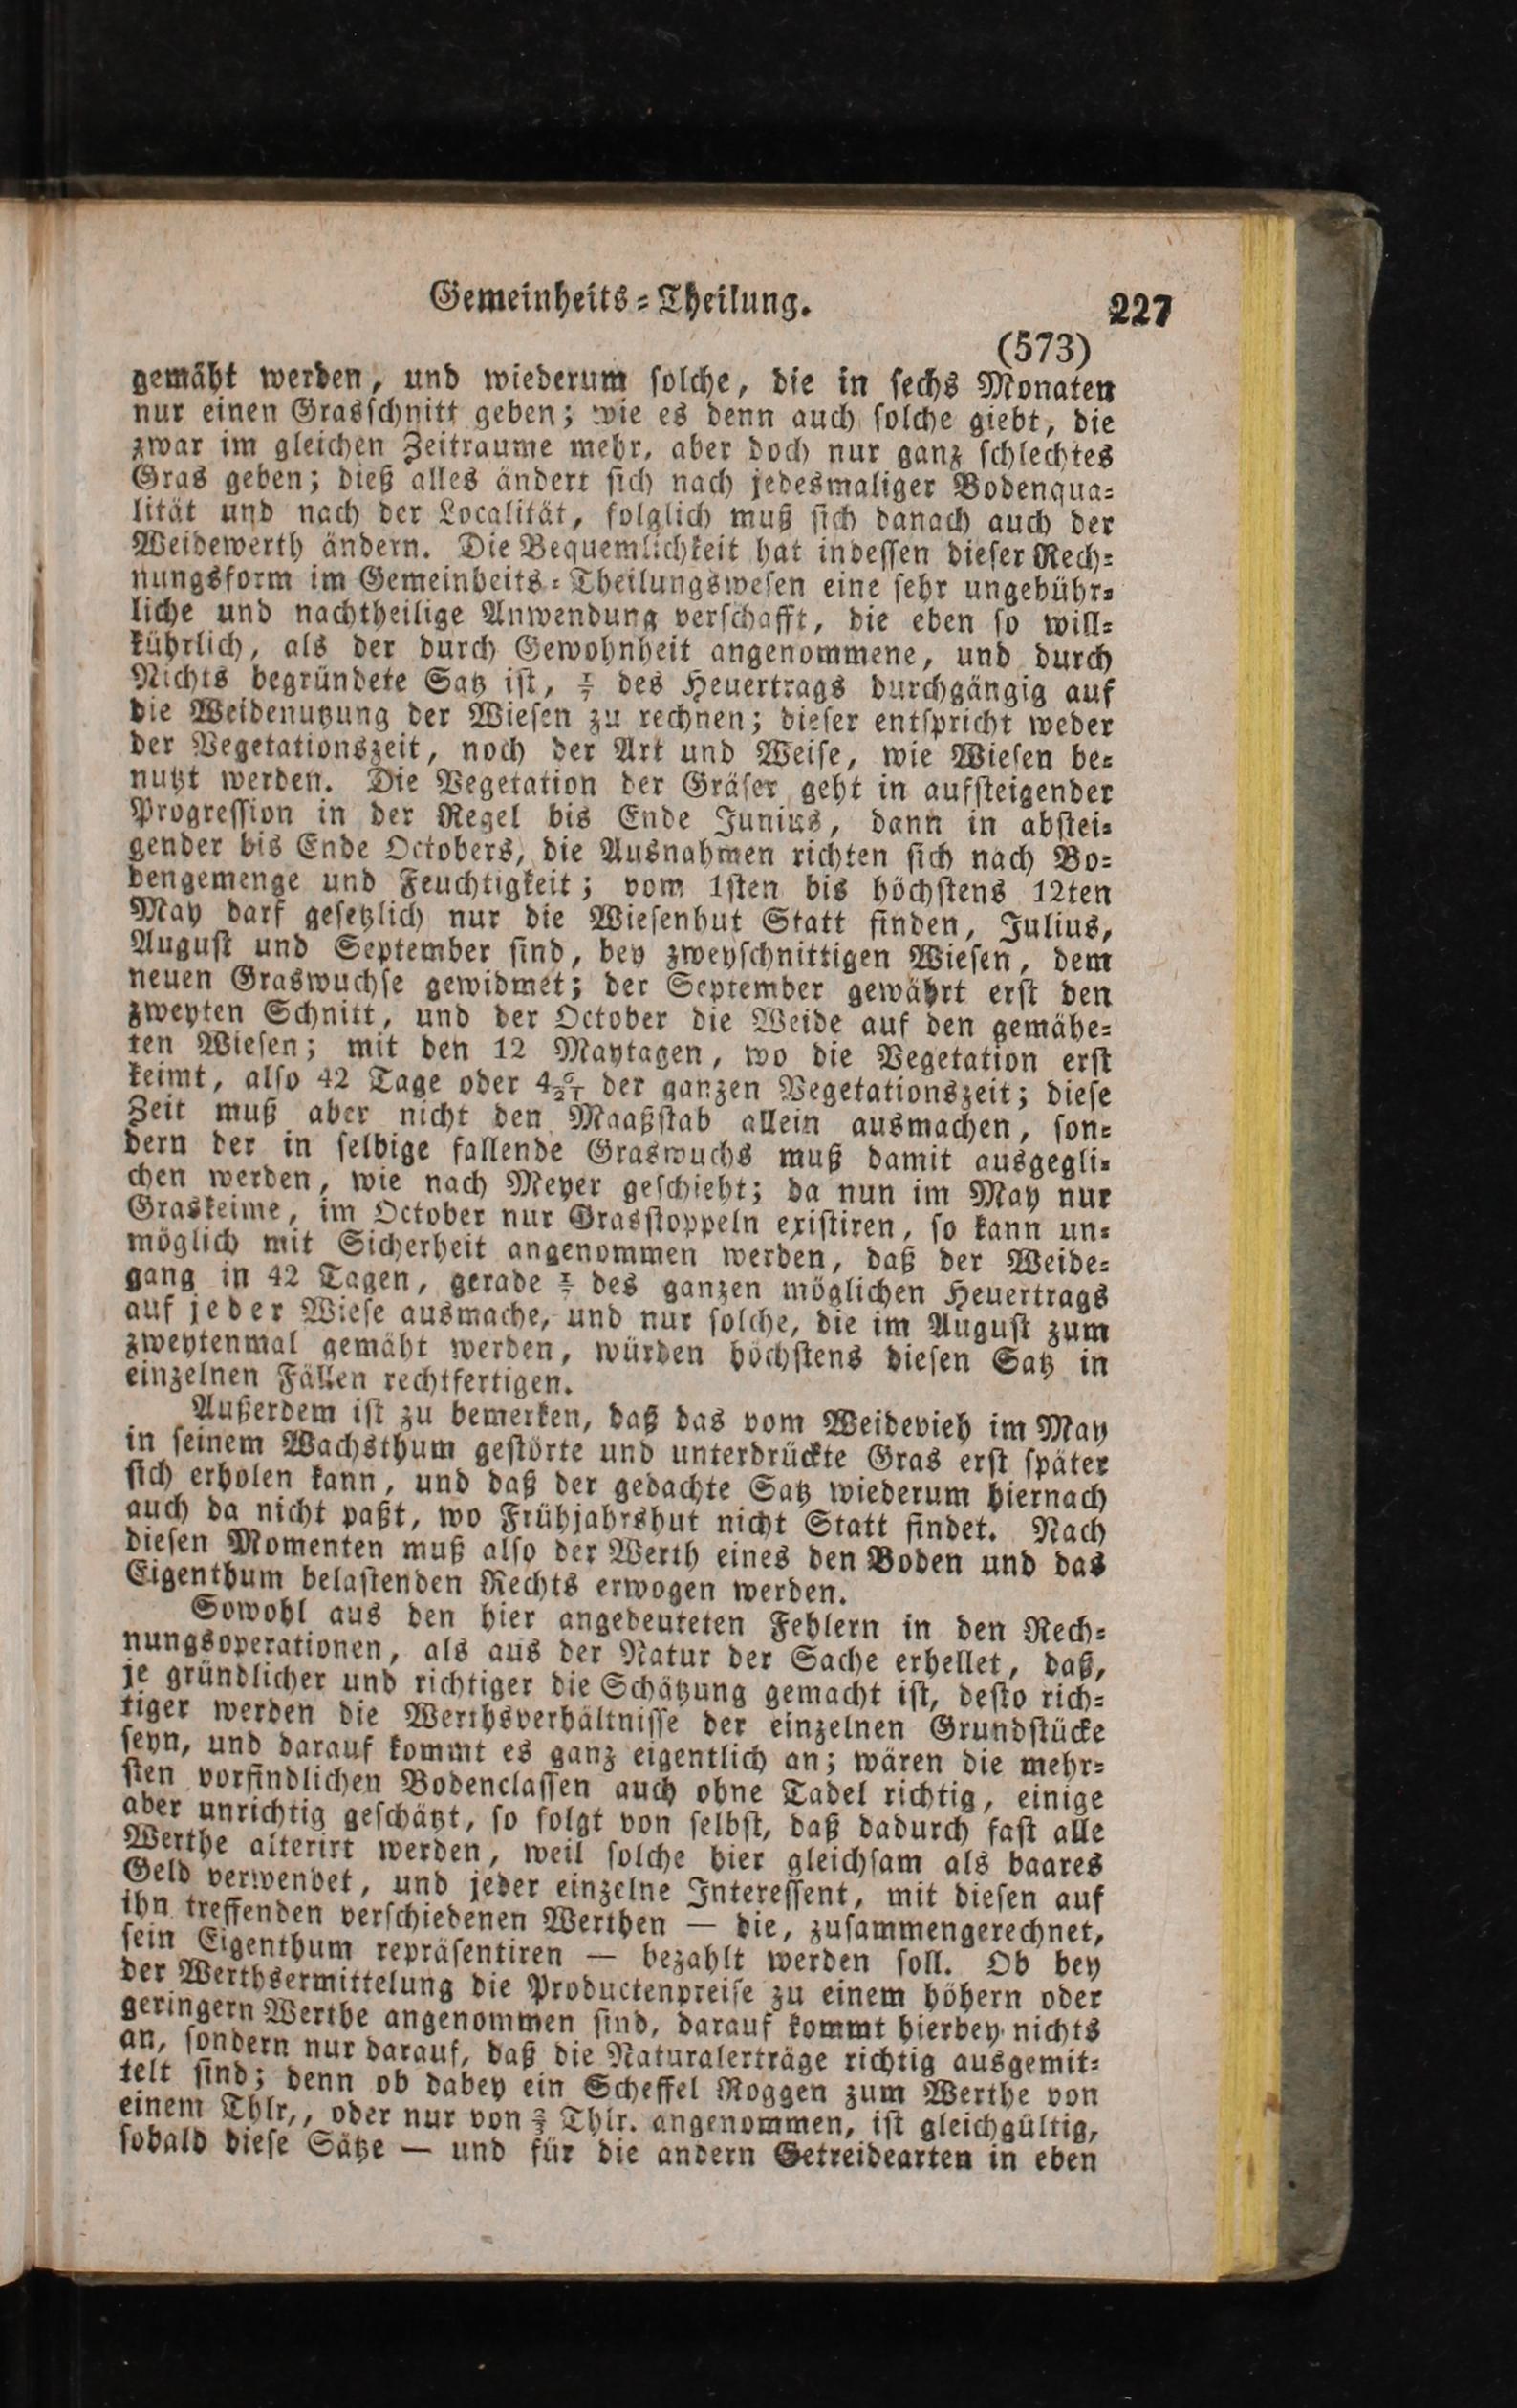 Gemeinheits-Theilung. 227
(573)
gemäht werden, und wiederum solche, die in sechs Monaten
nur einen Grasschnitt geben; wie es denn auch solche giebt, die
zwar im gleichen Zeitraume mehr, aber doch nur ganz schlechtes
Gras geben; dieß alles ändert sich nach jedesmaliger Bodenqua-
lität und nach der Localität, folglich muß sich danach auch der
Weidewerth ändern. Die Bequemlichkeit hat indessen dieser Rech-
nungsform im Gemeinheits-Theilungswesen eine sehr ungebühr-
liche und nachtheilige Anwendung verschafft, die eben so will-
kührlich, als der durch Gewohnheit angenommene, und durch
Nichts begründete Satz ist, des Heuertrags durchgängig auf
die Weidenutzung der Wiesen zu rechnen; dieser entspricht weder
der Vegetationszeit, noch der Art und Weise, wie Wiesen be-
nutzt werden. Die Vegetation der Gräser geht in aufsteigender
Progression in der Regel bis Ende Junius, dann in abstei-
gender bis Ende Octobers, die Ausnahmen richten sich nach Bo-
dengemenge und Feuchtigkeit; vom 1sten bis höchstens 12ten
May darf gesetzlich nur die Wiesenhut Statt finden, Julius,
August und September sind, bey zweyschnittigen Wiesen, dem
neuen Graswuchse gewidmet; der September gewährt erst den
zweyten Schnitt, und der October die Weide auf den gemähe-
ten Wiesen; mit den 12 Maytagen, wo die Vegetation erst
keimt, also 42 Tage oder der ganzen Vegetationszeit; diese
Zeit muß aber nicht den Maaßstab allein ausmachen, son-
dern der in selbige fallende Graswuchs muß damit ausgegli-
chen werden, wie nach Meyer geschieht; da nun im May nur
Graskeime, im October nur Grasstoppeln existiren, so kann un-
möglich mit Sicherheit angenommen werden, daß der Weide-
gang in 42 Tagen, gerade des ganzen möglichen Heuertrags
auf jeder Wiese ausmache, und nur solche, die im August zum
zweytenmal gemäht werden, würden höchstens diesen Satz in
einzelnen Fällen rechtfertigen.
Außerdem ist zu bemerken, daß das vom Weidevieh im May
in seinem Wachsthum gestörte und unterdrückte Gras erst später
sich erholen kann, und daß der gedachte Satz wiederum hiernach
auch da nicht paßt, wo Frühjahrshut nicht Statt findet. Nach
diesen Momenten muß also der Werth eines den Boden und das
Eigenthum belastenden Rechts erwogen werden.
Sowohl aus den hier angedeuteten Fehlern in den Rech-
nungsoperationen, als aus der Natur der Sache erhellet, daß,
je gründlicher und richtiger die Schätzung gemacht ist, desto rich-
tiger werden die Werthsverhältnisse der einzelnen Grundstücke
seyn, und darauf kommt es ganz eigentlich an; wären die mehr-
sten vorfindlichen Bodenclassen auch ohne Tadel richtig, einige
aber unrichtig geschätzt, so folgt von selbst, daß dadurch fast alle
Werthe alterirt werden, weil solche hier gleichsam als baares
Geld verwendet, und jeder einzelne Interessent, mit diesen auf
ihn treffenden verschiedenen Werthen — die, zusammengerechnet,
sein Eigenthum repräsentiren — bezahlt werden soll. Ob bey
der Werthsermittelung die Productenpreise zu einem höhern oder
geringern Werthe angenommen sind, darauf kommt hierbey nichts
an, sondern nur darauf, daß die Naturalerträge richtig ausgemit-
telt sind; denn ob dabey ein Scheffel Roggen zum Werthe von
einem Thlr,, oder nur von ⅔ Thlr. angenommen, ist gleichgültig,
sobald diese Sätze — und für die andern Getreidearten in eben